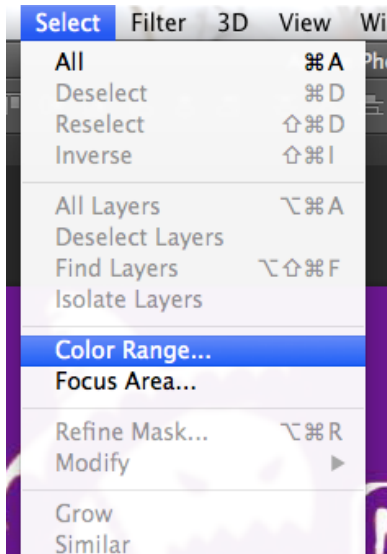 Select Filter 3D View Wi
All ⌘A Pho
Deselect ⌘D
Reselect ⇧⌘D
Inverse ⇧⌘I
All Layers ⌥⌘A
Deselect Layers
Find Layers ⌥⇧⌘F
Isolate Layers
Color Range...
Focus Area...
Refine Mask... ⌥⌘R
Modify ▶
Grow
Similar